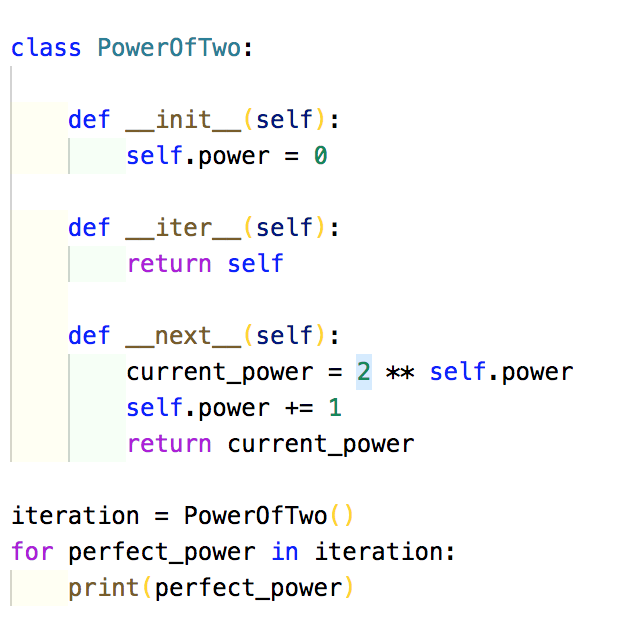 class PowerOfTwo:
    def __init__(self):
        self.power = 0
    def __iter__(self):
        return self
    def __next__(self):
        current_power = 2 ** self.power
        self.power += 1
        return current_power
iteration = PowerOfTwo()
for perfect_power in iteration:
    print(perfect_power)